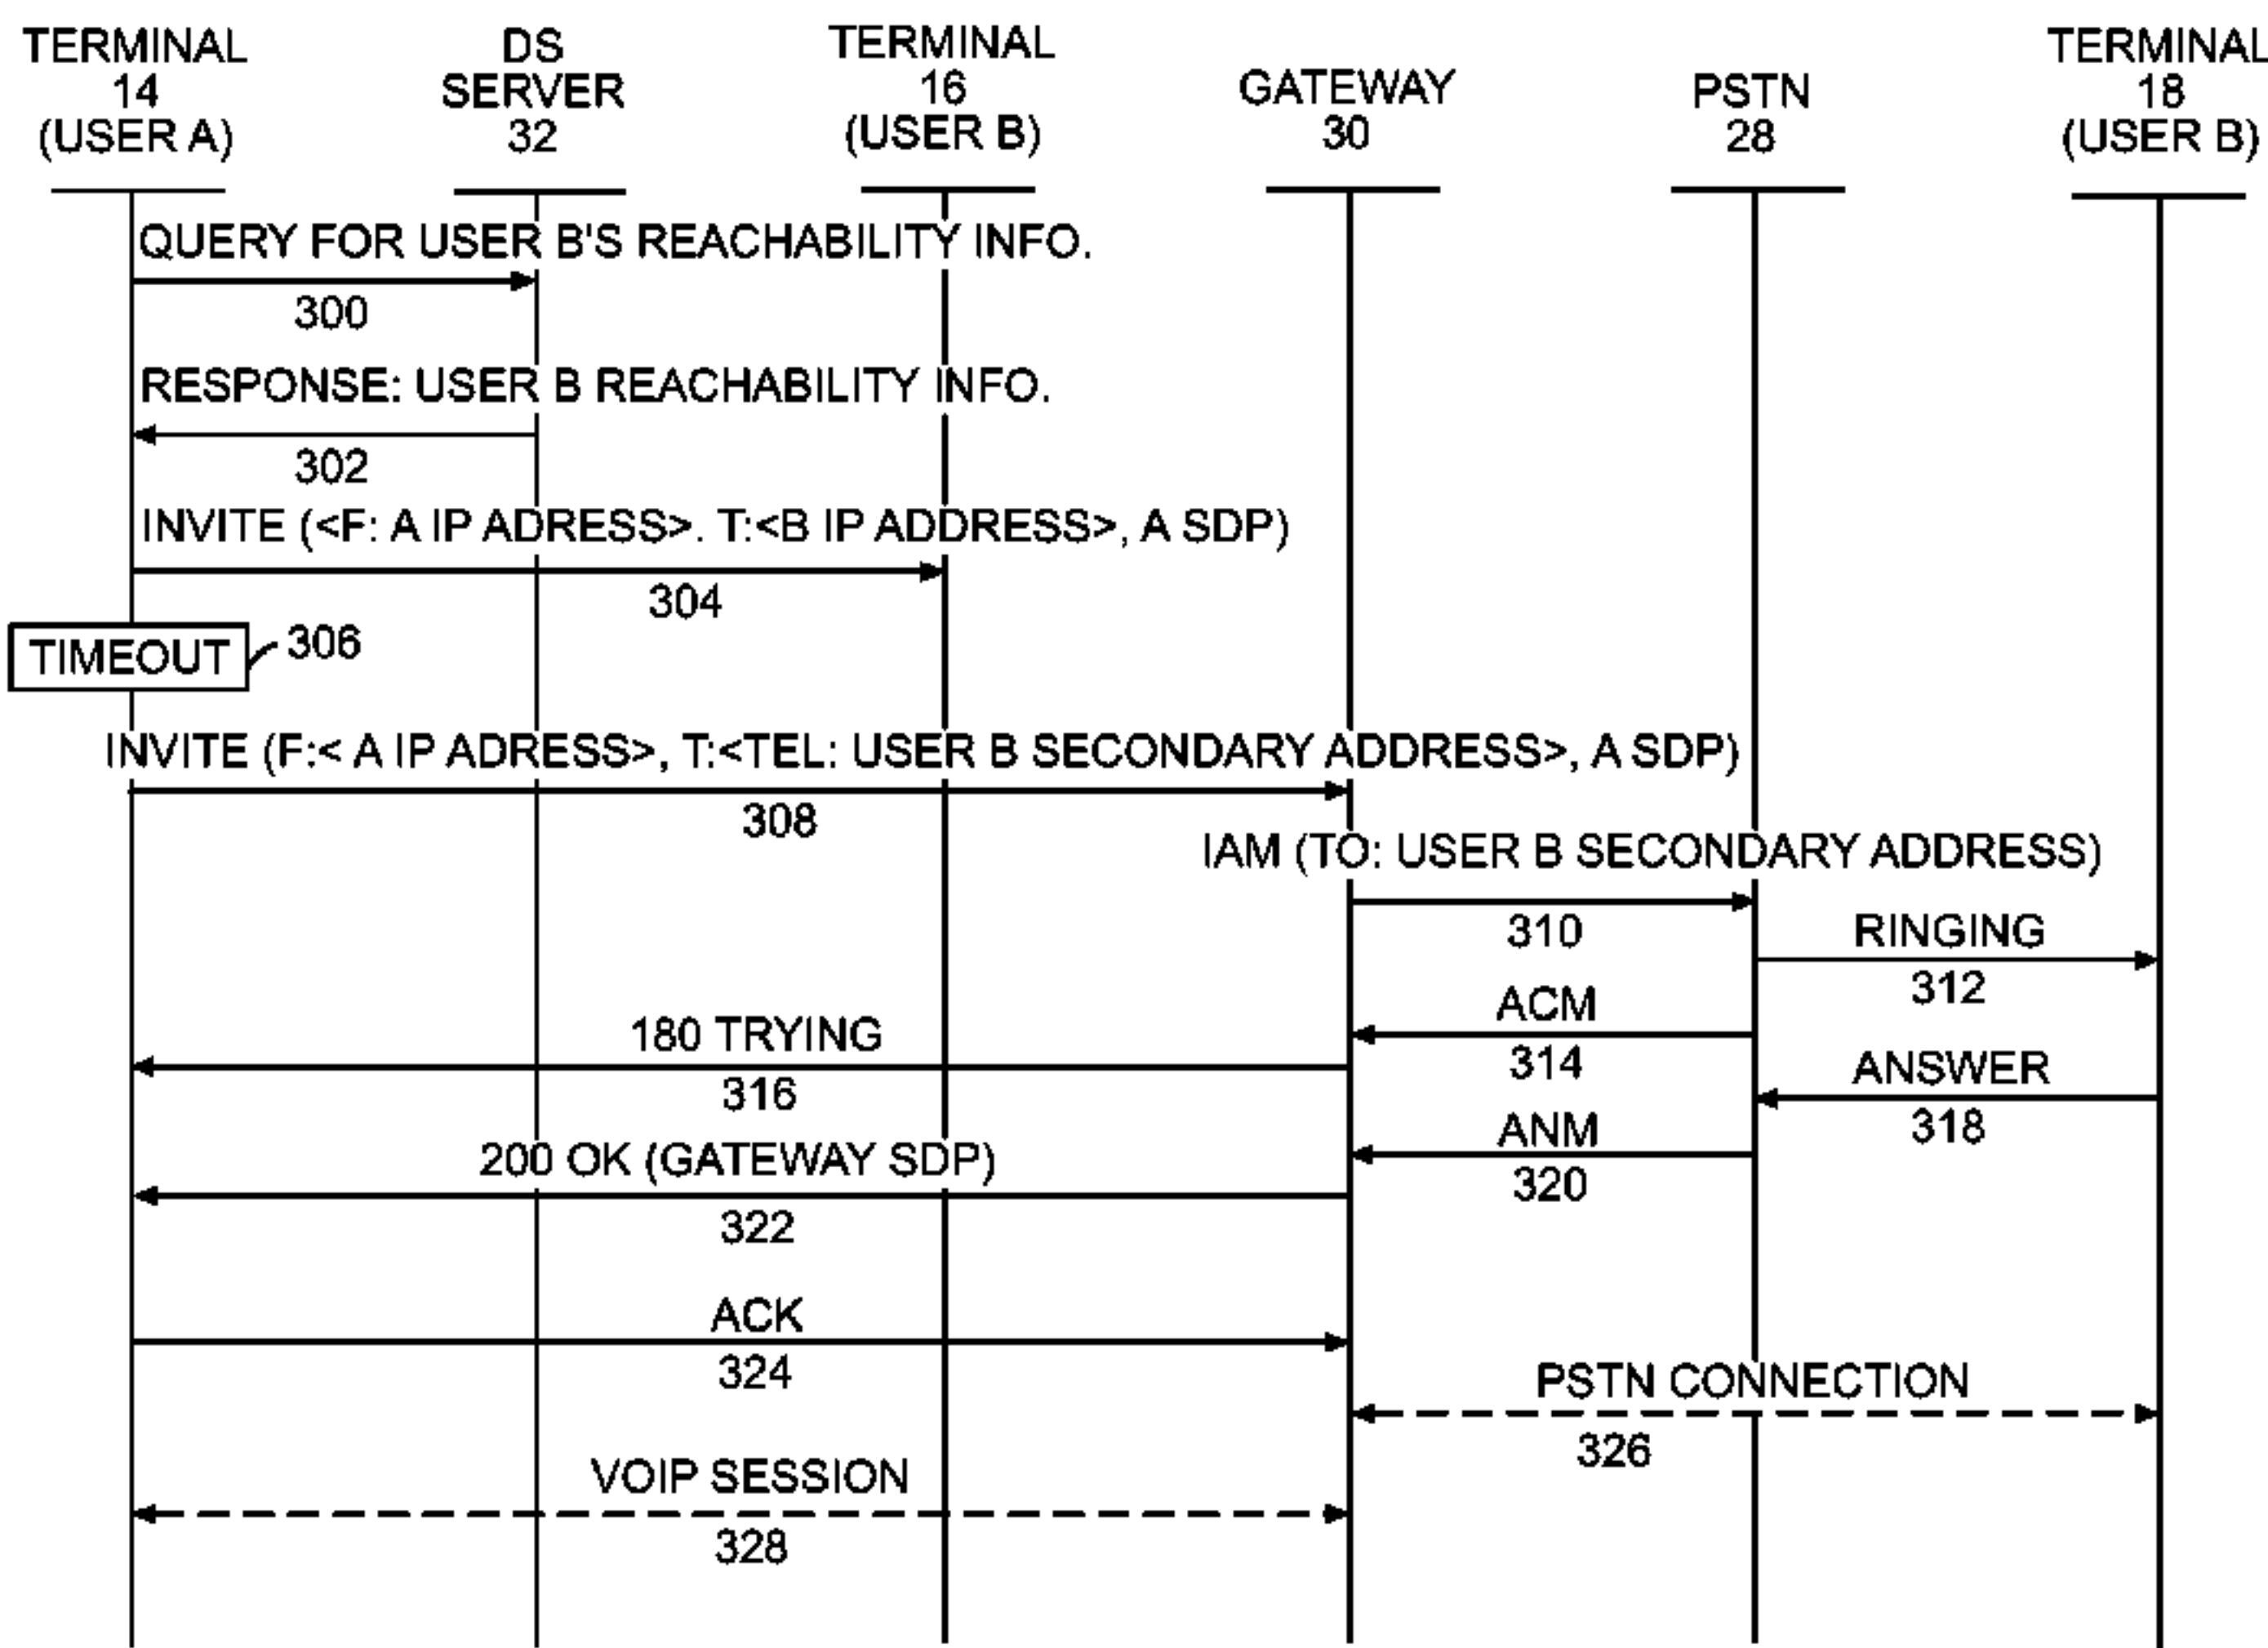 TERMINAL
14
(USER A)
DS
SERVER
32
TERMINAL
16
(USER B)
GATEWAY
30
PSTN
28
TERMINAL
18
(USER B)
QUERY FOR USER B'S REACHABILITY INFO.
300
RESPONSE: USER B REACHABILITY INFO.
302
INVITE (<F: A IP ADRESS>. T:<B IP ADDRESS>, A SDP)
304
TIMEOUT
306
INVITE (F:< A IP ADRESS>, T:<TEL: USER B SECONDARY ADDRESS>, A SDP)
308
IAM (TO: USER B SECONDARY ADDRESS)
310
RINGING
312
ACM
314
180 TRYING
316
ANSWER
318
ANM
320
200 OK (GATEWAY SDP)
322
ACK
324
PSTN CONNECTION
326
VOIP SESSION
328